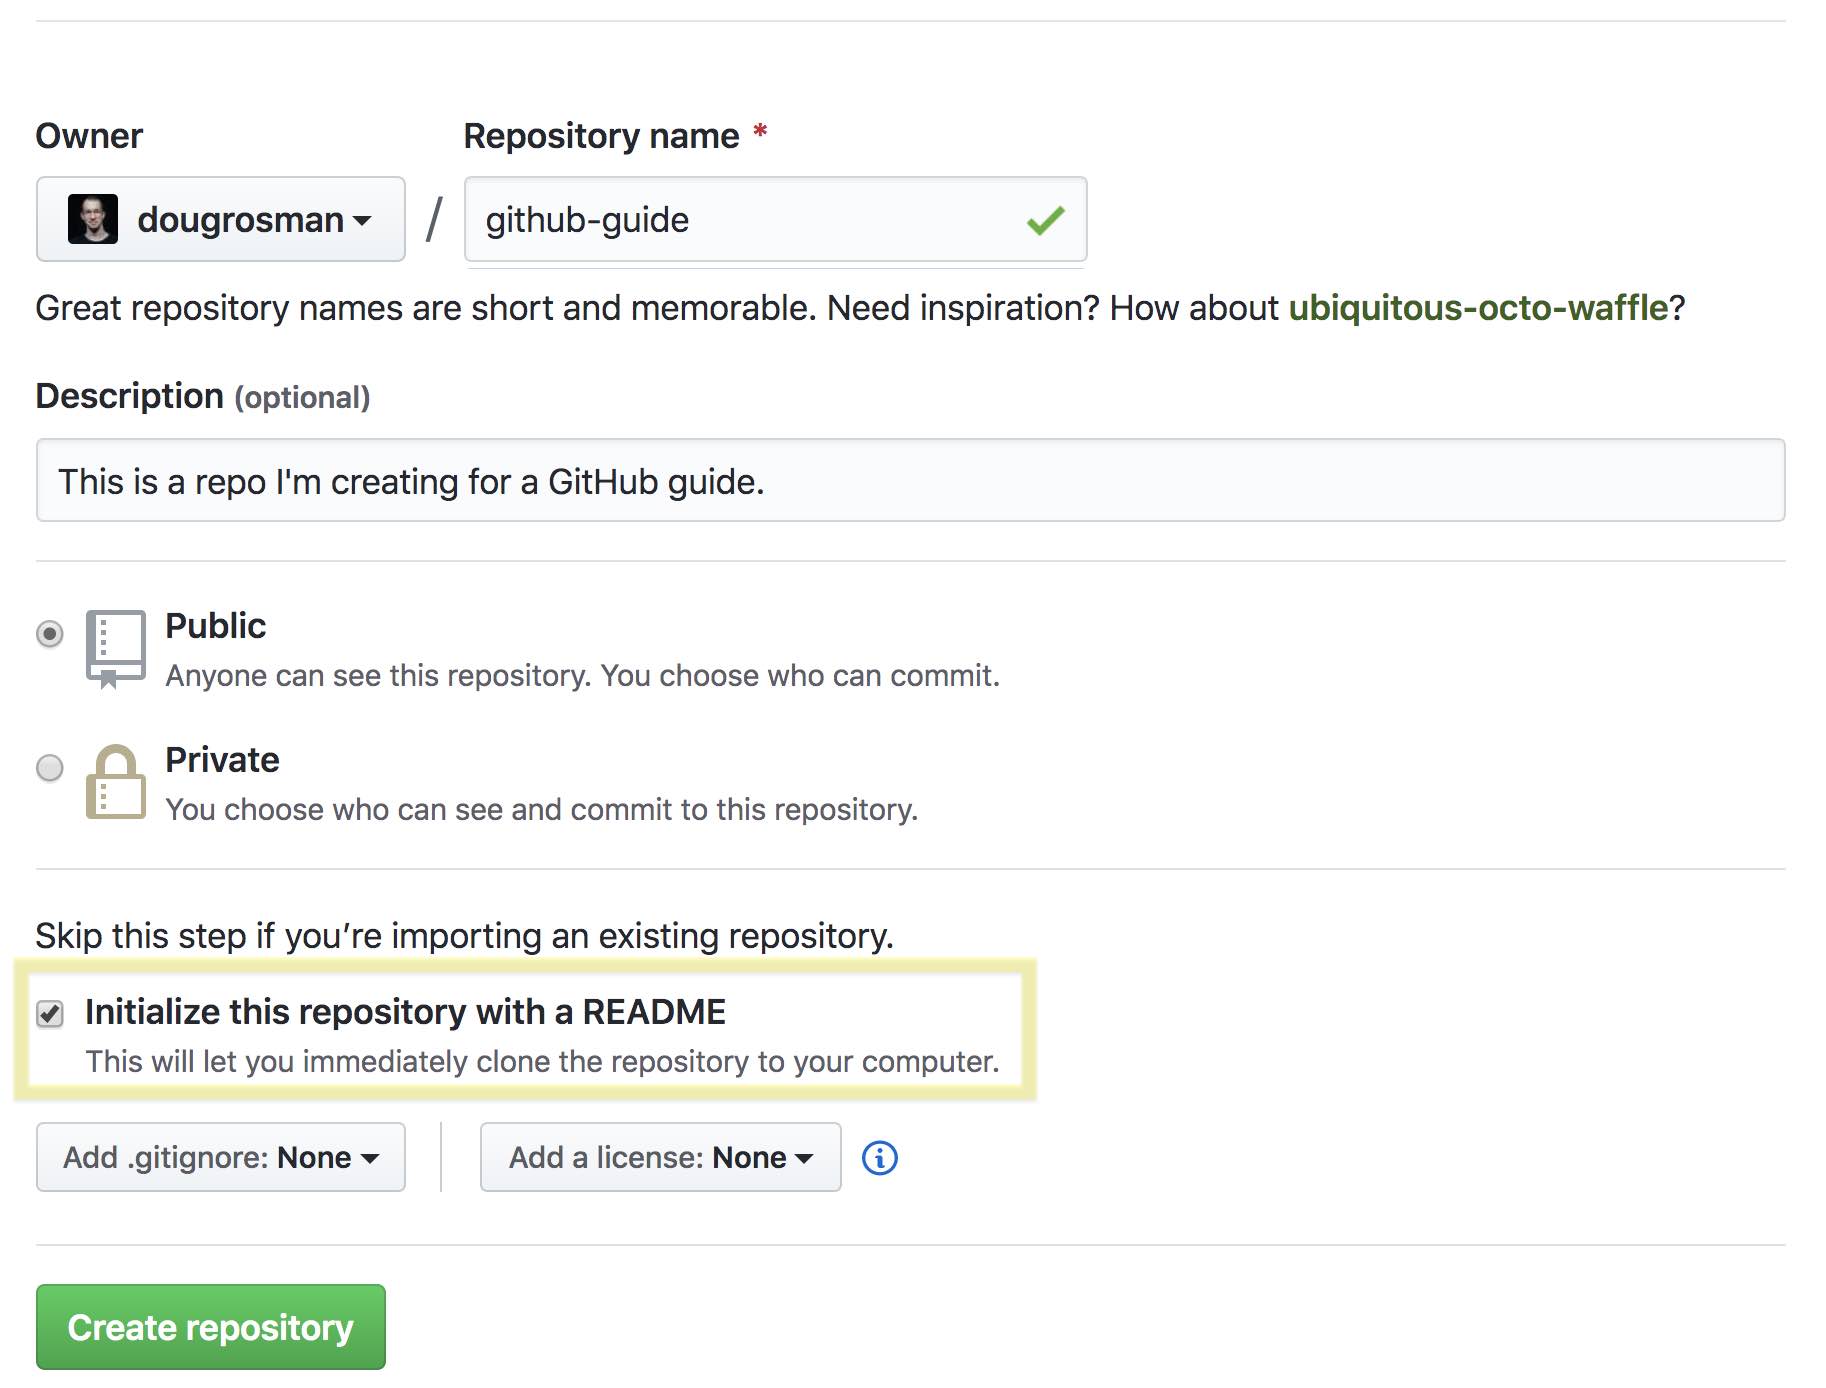 Owner
Repository name *
dougrosman / github-guide
Great repository names are short and memorable. Need inspiration? How about ubiquitous-octo-waffle?
Description (optional)
This is a repo I'm creating for a GitHub guide.
Public
Anyone can see this repository. You choose who can commit.
Private
You choose who can see and commit to this repository.
Skip this step if you’re importing an existing repository.
Initialize this repository with a README
This will let you immediately clone the repository to your computer.
Add .gitignore: None
Add a license: None
Create repository